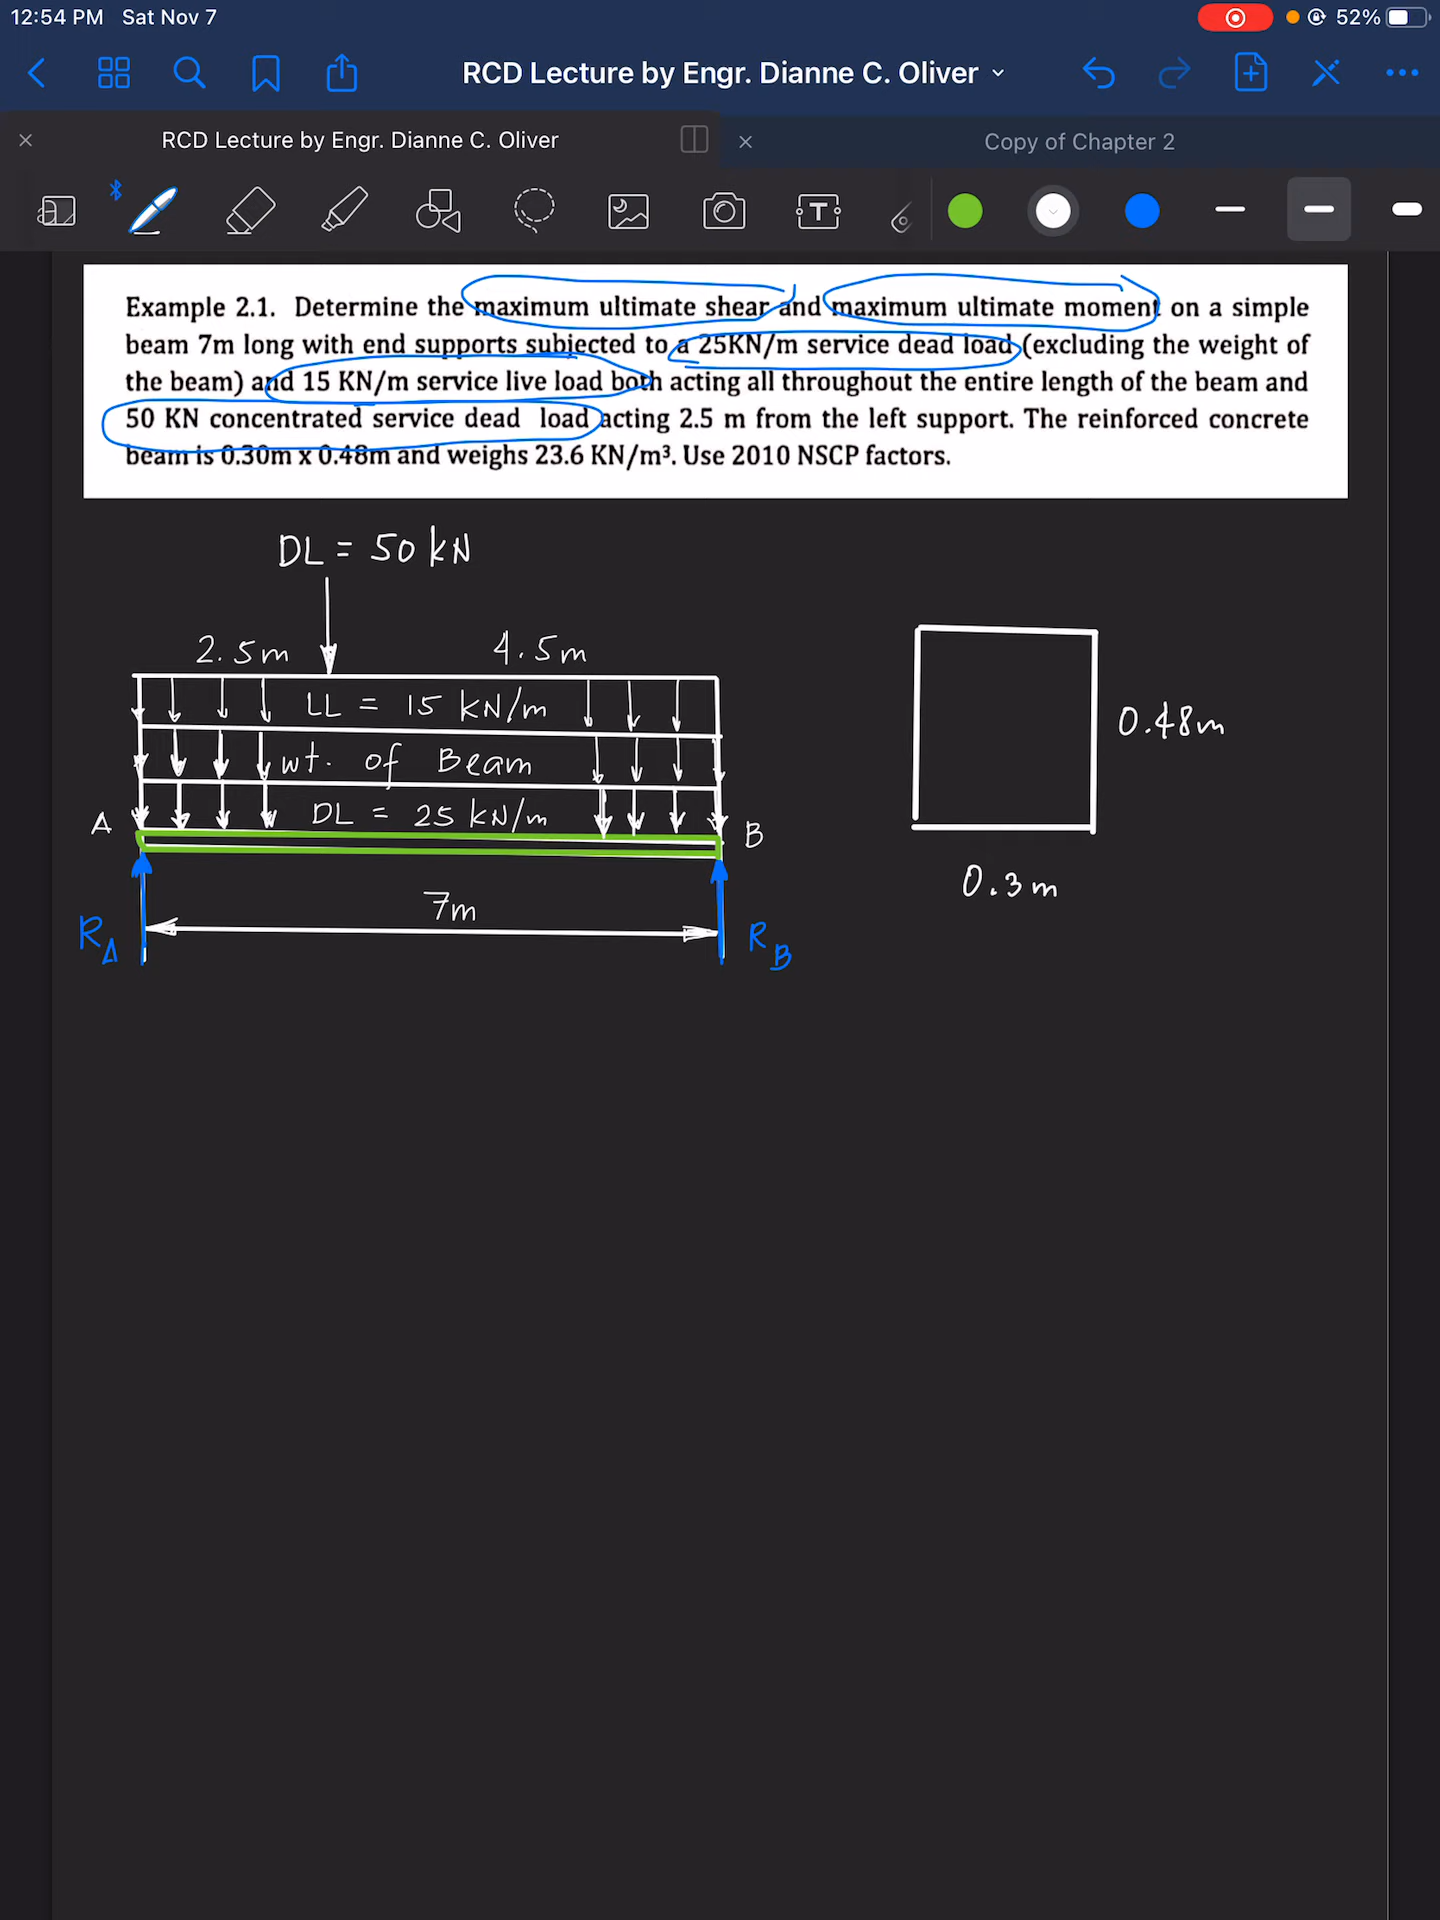 12:54 PM Sat Nov 7
52%
RCD Lecture by Engr. Dianne C. Oliver
RCD Lecture by Engr. Dianne C. Oliver
Copy of Chapter 2
Example 2.1. Determine the maximum ultimate shear and maximum ultimate moment on a simple
beam 7m long with end supports subjected to a 25KN/m service dead load (excluding the weight of
the beam) and 15 KN/m service live load both acting all throughout the entire length of the beam and
50 KN concentrated service dead load acting 2.5 m from the left support. The reinforced concrete
beam is 0.30m x 0.48m and weighs 23.6 KN/m³. Use 2010 NSCP factors.
DL = 50 kN
2.5m 4.5m
LL = 15 kN/m
0.48m
wt. of Beam
A DL = 25 kN/m B
0.3m
7m
RA RB